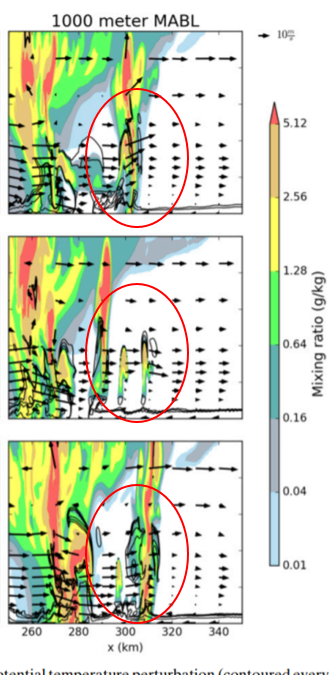 1000 meter MABL
10 m/s
5.12
2.56
1.28
0.64
0.16
0.04
0.01
Mixing ratio (g/kg)
260 280 300 320 340
x (km)
otential temperature perturbation (contoured every